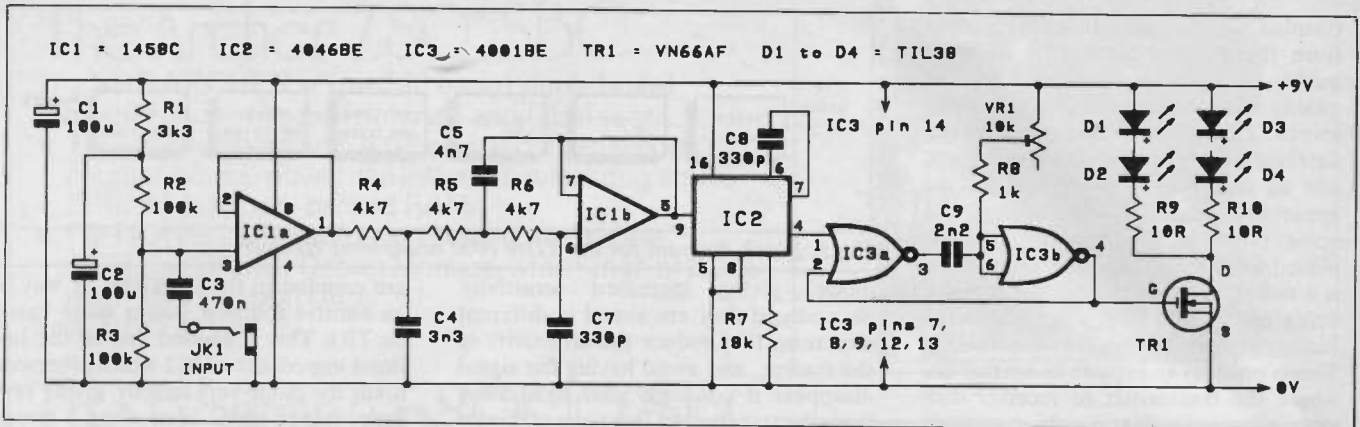 IC1 = 1458C IC2 = 4046BE IC3 = 4001BE TR1 = VN66AF D1 to D4 = TIL38
+9V
C1
100u
+
R1
3k3
R2
100k
C2
100u
+
R3
100k
C3
470n
JK1
INPUT
2
3
8
4
1
IC1a
R4
4k7
R5
4k7
R6
4k7
C4
3n3
C5
4n7
C7
330p
7
6
5
IC1b
9
16
IC2
5
8
6
7
4
C8
330p
R7
18k
IC3 pin 14
1
2
3
IC3a
IC3 pins 7,
8,9,12,13
C9
2n2
VR1
10k
R8
1k
5
6
4
IC3b
D1
D2
D3
D4
+
+
R9
10R
R10
10R
D
G
S
TR1
0V